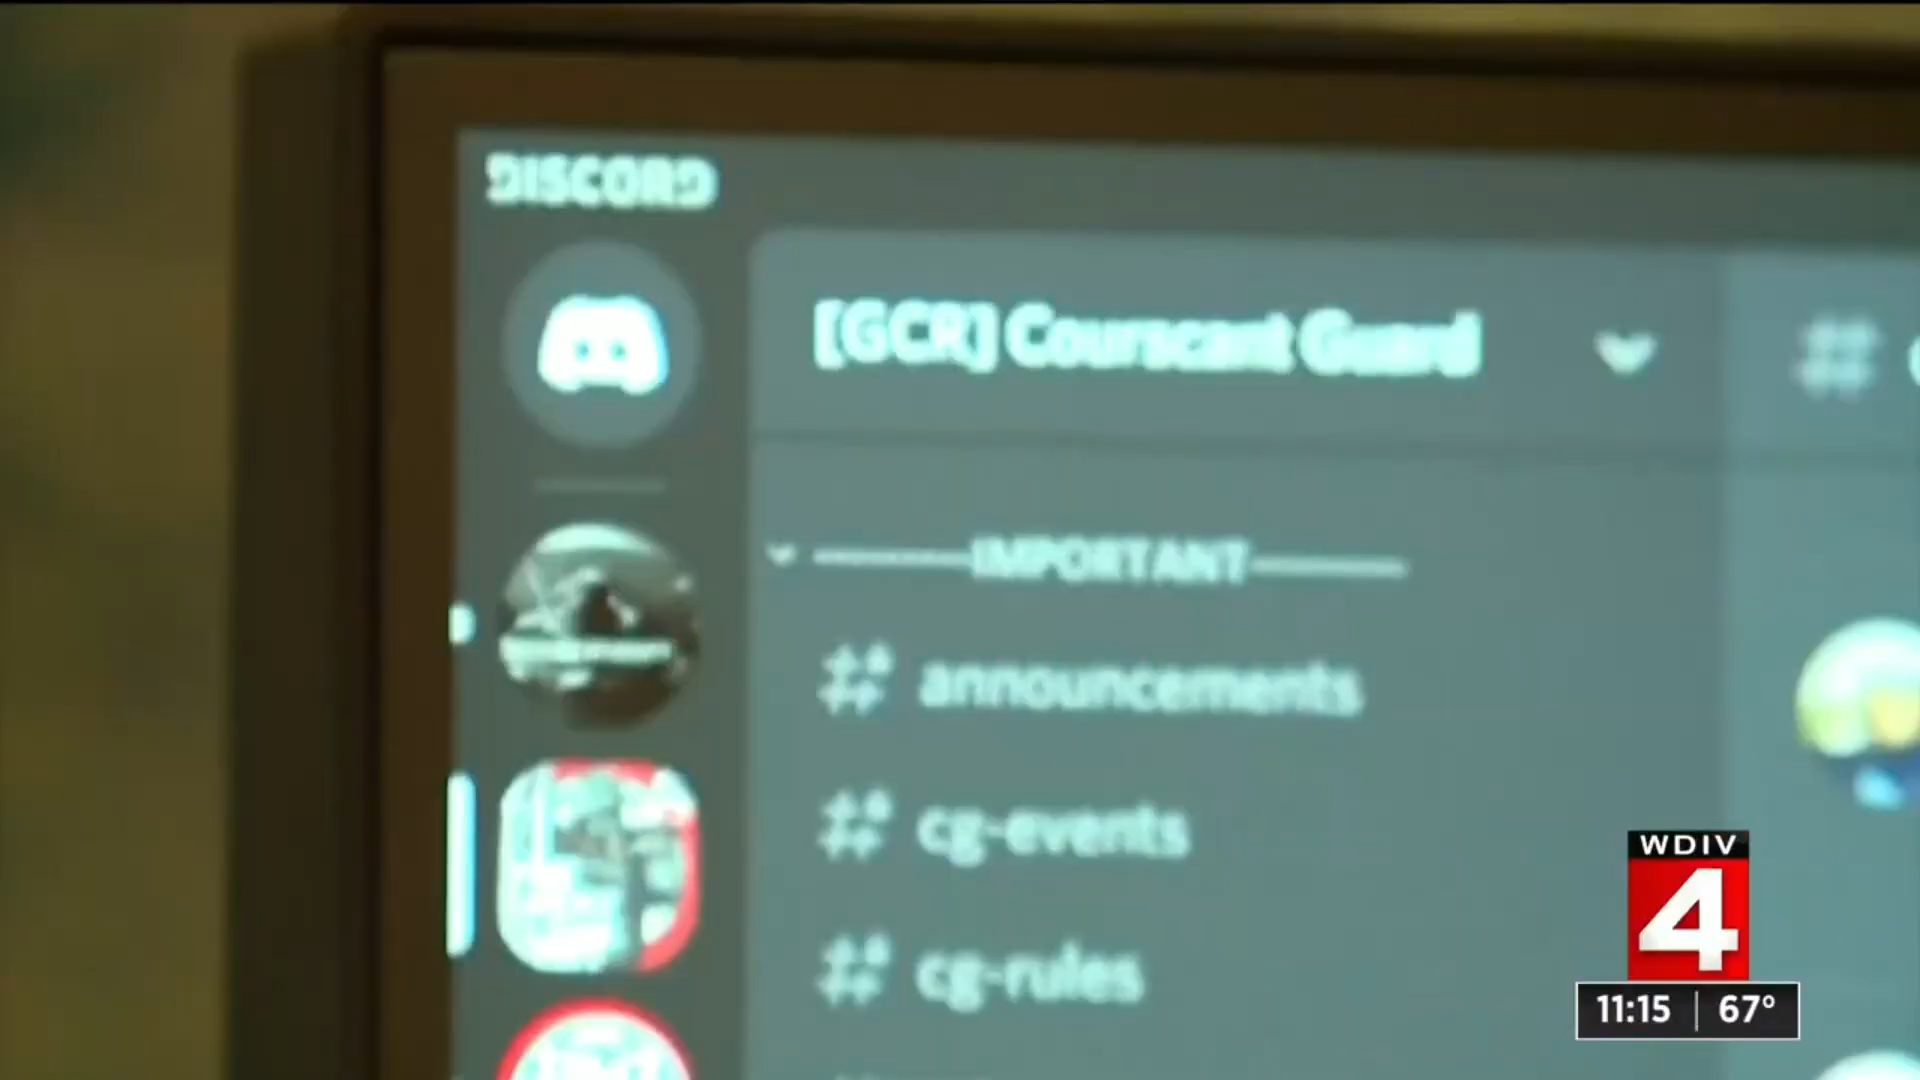 DISCORD
[GCR] Courscant Guard
IMPORTANT
announcements
cg-events
cg-rules
WDIV
4
11:15 | 67°